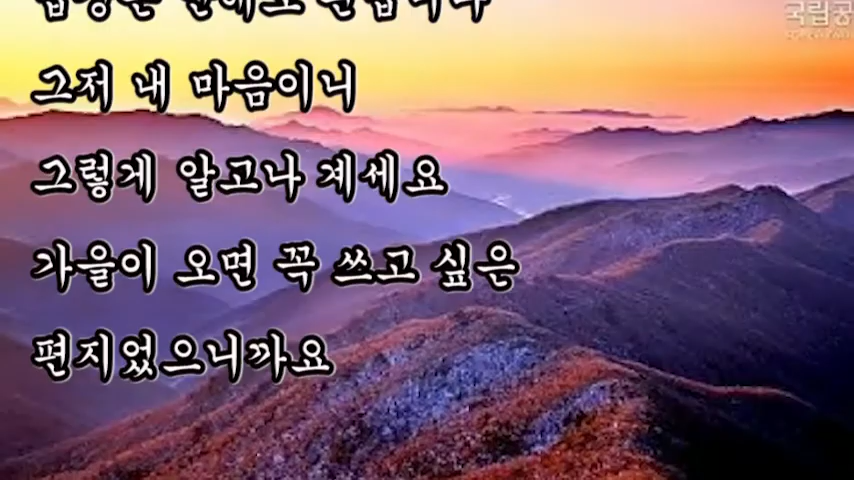 그저 내 마음이니
그렇게 알고나 계세요
가을이 오면 꼭 쓰고 싶은
편지었으니까요